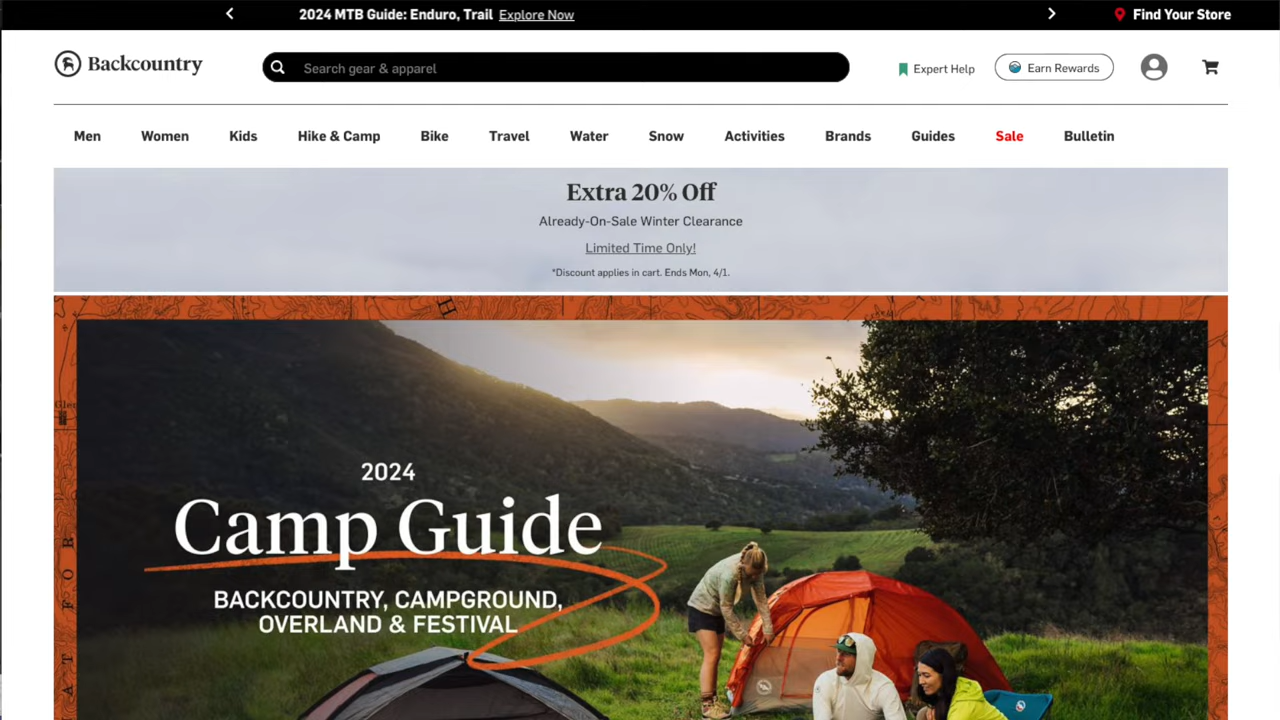 2024 MTB Guide: Enduro, Trail Explore Now
Find Your Store
Backcountry
Search gear & apparel
Expert Help
Earn Rewards
Men
Women
Kids
Hike & Camp
Bike
Travel
Water
Snow
Activities
Brands
Guides
Sale
Bulletin
Extra 20% Off
Already-On-Sale Winter Clearance
Limited Time Only!
*Discount applies in cart. Ends Mon, 4/1.
2024
Camp Guide
BACKCOUNTRY, CAMPGROUND,
OVERLAND & FESTIVAL